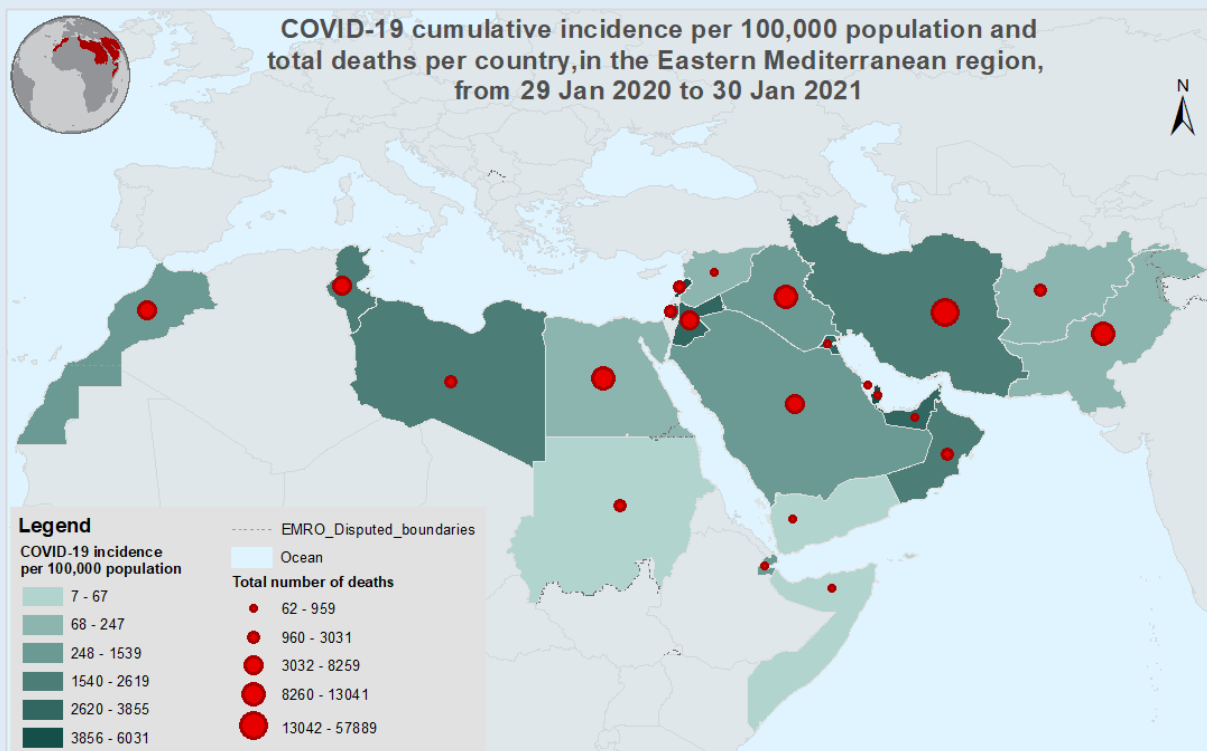 COVID-19 cumulative incidence per 100,000 population and
total deaths per country,in the Eastern Mediterranean region,
from 29 Jan 2020 to 30 Jan 2021
N
Legend
COVID-19 incidence
per 100,000 population
7 - 67
68 - 247
248 - 1539
1540 - 2619
2620 - 3855
3856 - 6031
EMRO_Disputed_boundaries
Ocean
Total number of deaths
62 - 959
960 - 3031
3032 - 8259
8260 - 13041
13042 - 57889